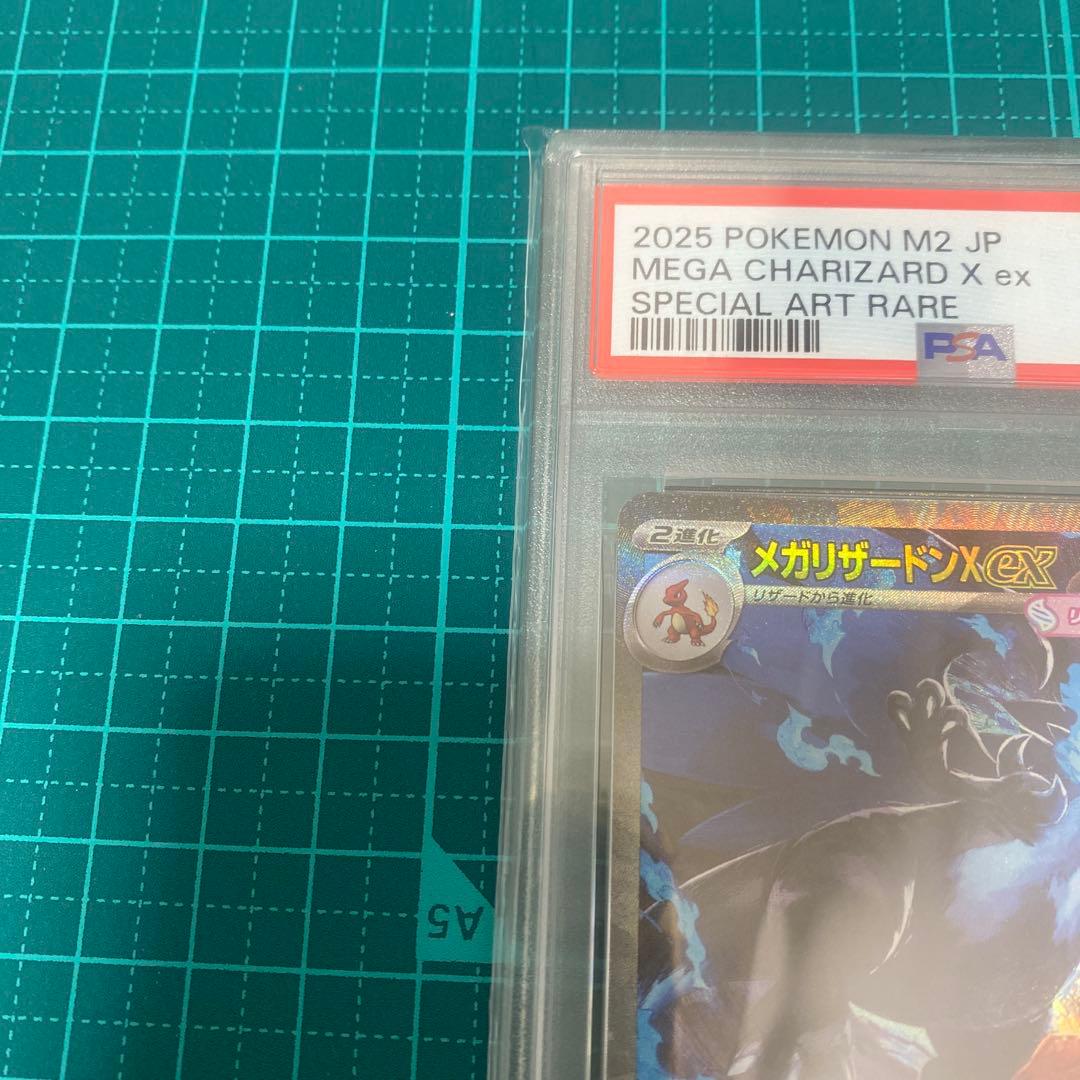 2025 POKEMON M2 JP
MEGA CHARIZARD X ex
SPECIAL ART RARE
PSA
2進化
メガリザードンXex
リザードから進化
A5